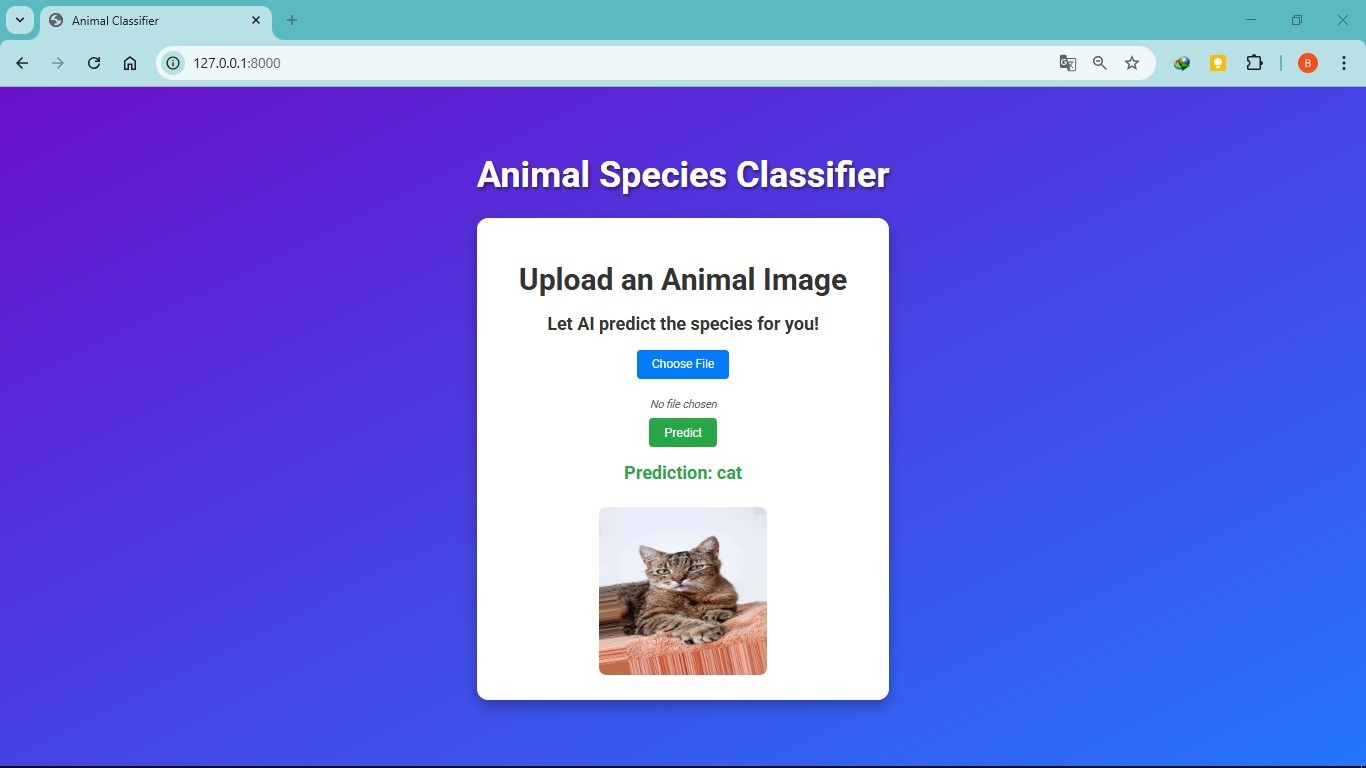 Animal Classifier
127.0.0.1:8000
B
Animal Species Classifier
Upload an Animal Image
Let AI predict the species for you!
Choose File
No file chosen
Predict
Prediction: cat